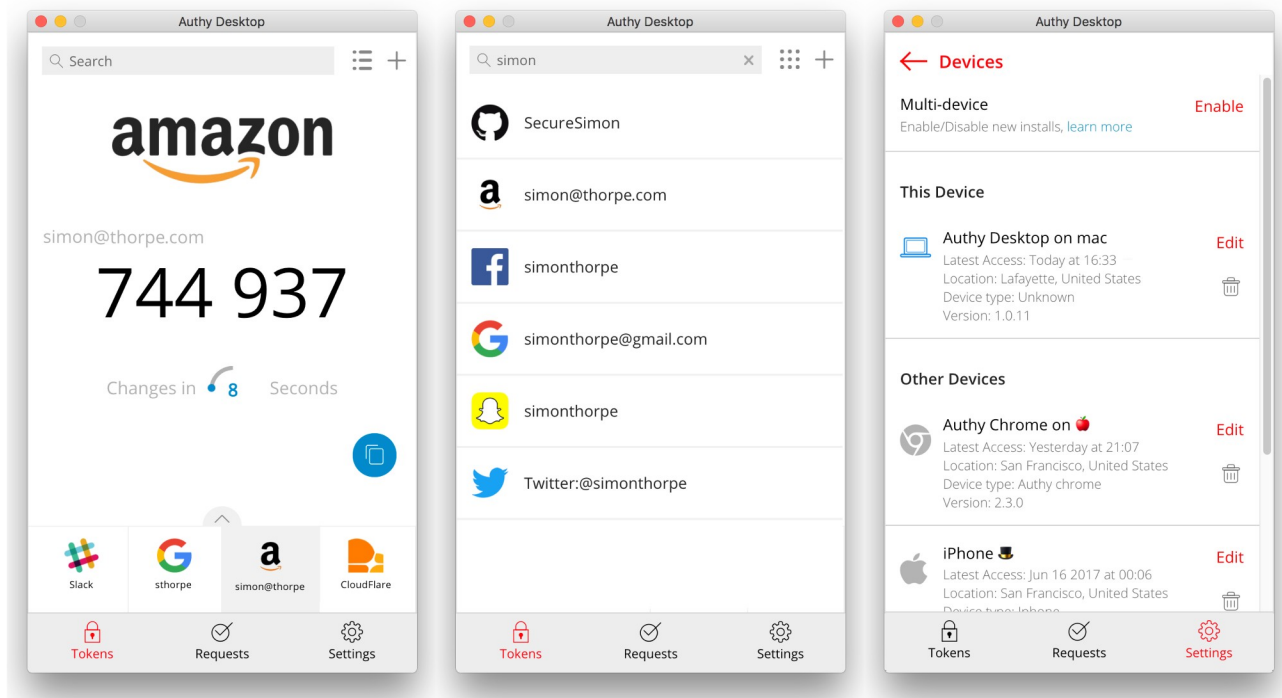 Authy Desktop
Search
amazon
simon@thorpe.com
744 937
Changes in 8 Seconds
Slack
sthorpe
a
simon@thorpe
CloudFlare
Tokens
Requests
Settings
Authy Desktop
simon
SecureSimon
a
simon@thorpe.com
f
simonthorpe
G
simonthorpe@gmail.com
simonthorpe
Twitter:@simonthorpe
Tokens
Requests
Settings
Authy Desktop
Devices
Multi-device
Enable
Enable/Disable new installs, learn more
This Device
Authy Desktop on mac
Edit
Latest Access: Today at 16:33
Location: Lafayette, United States
Device type: Unknown
Version: 1.0.11
Other Devices
Authy Chrome on 🍎
Edit
Latest Access: Yesterday at 21:07
Location: San Francisco, United States
Device type: Authy chrome
Version: 2.3.0
iPhone 🎩
Edit
Latest Access: Jun 16 2017 at 00:06
Location: San Francisco, United States
Device type: Iphone
Tokens
Requests
Settings